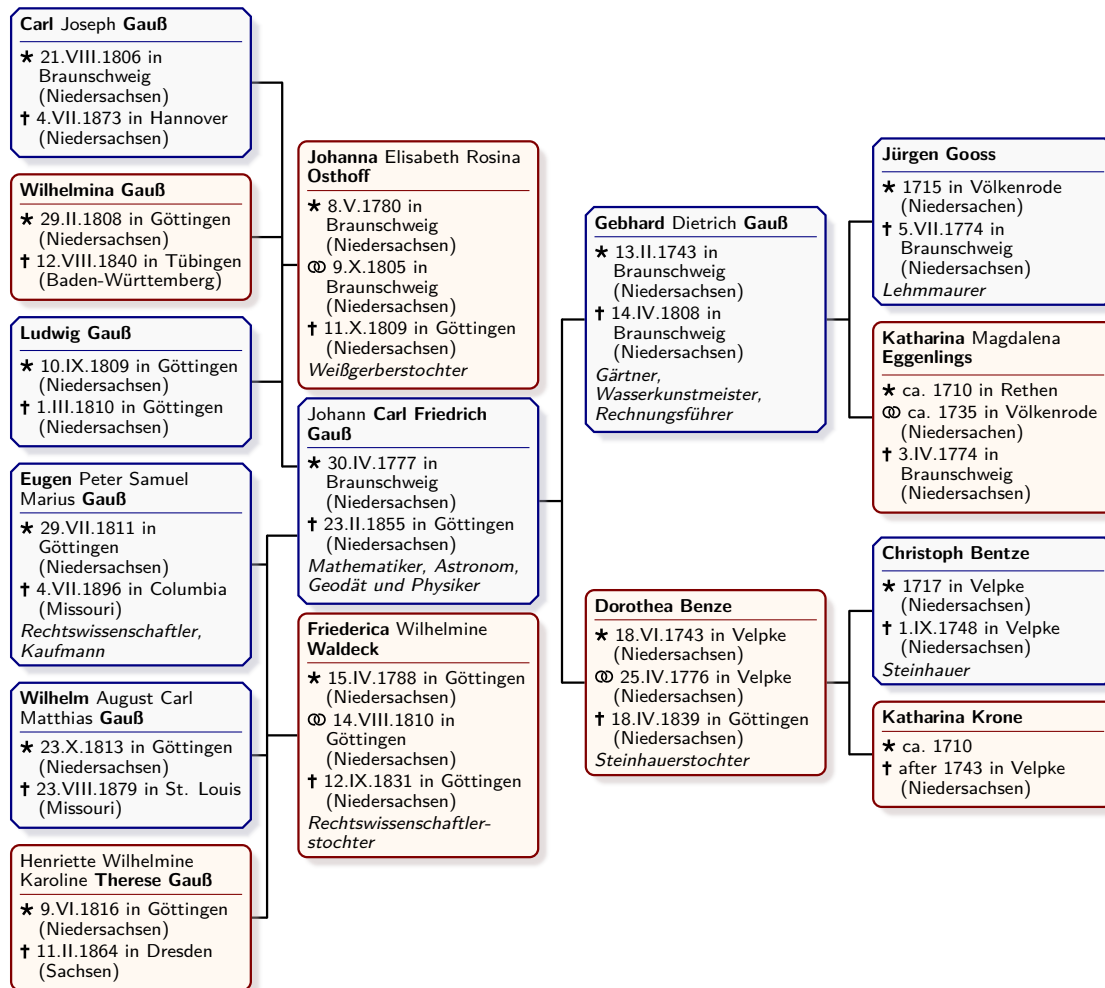 Carl Joseph Gauß
★ 21.VIII.1806 in
Braunschweig
(Niedersachsen)
† 4.VII.1873 in Hannover
(Niedersachsen)
Wilhelmina Gauß
★ 29.II.1808 in Göttingen
(Niedersachsen)
† 12.VIII.1840 in Tübingen
(Baden-Württemberg)
Ludwig Gauß
★ 10.IX.1809 in Göttingen
(Niedersachsen)
† 1.III.1810 in Göttingen
(Niedersachsen)
Eugen Peter Samuel
Marius Gauß
★ 29.VII.1811 in
Göttingen
(Niedersachsen)
† 4.VII.1896 in Columbia
(Missouri)
Rechtswissenschaftler,
Kaufmann
Wilhelm August Carl
Matthias Gauß
★ 23.X.1813 in Göttingen
(Niedersachsen)
† 23.VIII.1879 in St. Louis
(Missouri)
Henriette Wilhelmine
Karoline Therese Gauß
★ 9.VI.1816 in Göttingen
(Niedersachsen)
† 11.II.1864 in Dresden
(Sachsen)
Johanna Elisabeth Rosina
Osthoff
★ 8.V.1780 in
Braunschweig
(Niedersachsen)
⚭ 9.X.1805 in
Braunschweig
(Niedersachsen)
† 11.X.1809 in Göttingen
(Niedersachsen)
Weißgerberstochter
Johann Carl Friedrich
Gauß
★ 30.IV.1777 in
Braunschweig
(Niedersachsen)
† 23.II.1855 in Göttingen
(Niedersachsen)
Mathematiker, Astronom,
Geodät und Physiker
Friederica Wilhelmine
Waldeck
★ 15.IV.1788 in Göttingen
(Niedersachsen)
⚭ 14.VIII.1810 in
Göttingen
(Niedersachsen)
† 12.IX.1831 in Göttingen
(Niedersachsen)
Rechtswissenschaftler-
stochter
Gebhard Dietrich Gauß
★ 13.II.1743 in
Braunschweig
(Niedersachsen)
† 14.IV.1808 in
Braunschweig
(Niedersachsen)
Gärtner,
Wasserkunstmeister,
Rechnungsführer
Dorothea Benze
★ 18.VI.1743 in Velpke
(Niedersachsen)
⚭ 25.IV.1776 in Velpke
(Niedersachsen)
† 18.IV.1839 in Göttingen
(Niedersachsen)
Steinhauerstochter
Jürgen Gooss
★ 1715 in Völkenrode
(Niedersachen)
† 5.VII.1774 in
Braunschweig
(Niedersachsen)
Lehmmaurer
Katharina Magdalena
Eggenlings
★ ca. 1710 in Rethen
⚭ ca. 1735 in Völkenrode
(Niedersachen)
† 3.IV.1774 in
Braunschweig
(Niedersachsen)
Christoph Bentze
★ 1717 in Velpke
(Niedersachsen)
† 1.IX.1748 in Velpke
(Niedersachsen)
Steinhauer
Katharina Krone
★ ca. 1710
† after 1743 in Velpke
(Niedersachsen)